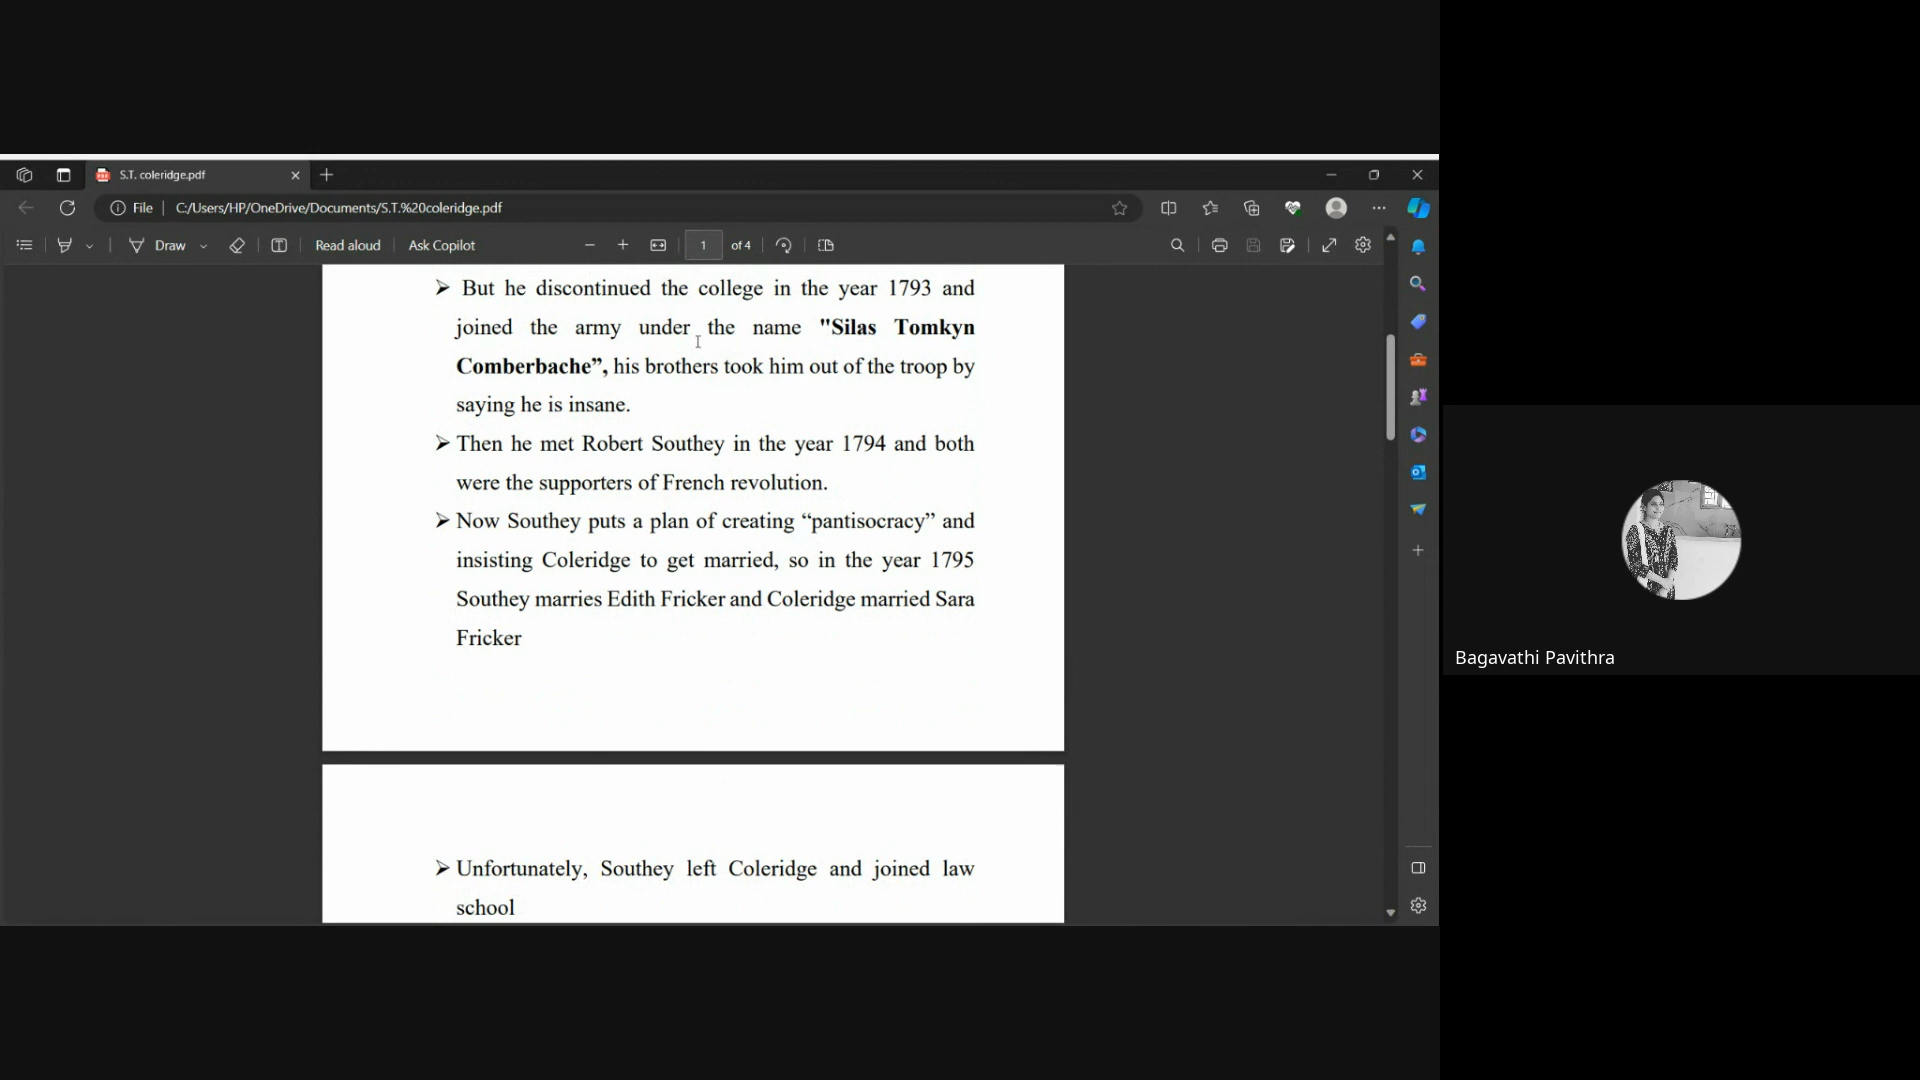 S.T. coleridge.pdf
File
C:/Users/HP/OneDrive/Documents/S.T.%20coleridge.pdf
Draw
Read aloud
Ask Copilot
1 of 4
➢ But he discontinued the college in the year 1793 and
joined the army under the name "Silas Tomkyn
Comberbache”, his brothers took him out of the troop by
saying he is insane.
➢ Then he met Robert Southey in the year 1794 and both
were the supporters of French revolution.
➢ Now Southey puts a plan of creating “pantisocracy” and
insisting Coleridge to get married, so in the year 1795
Southey marries Edith Fricker and Coleridge married Sara
Fricker
➢ Unfortunately, Southey left Coleridge and joined law
school
Bagavathi Pavithra